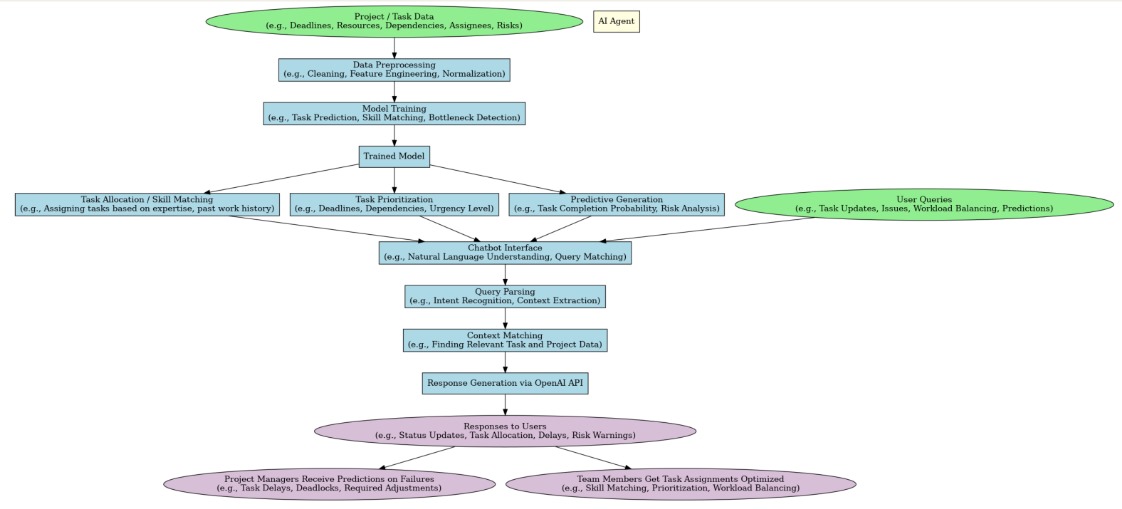 Project / Task Data
(e.g., Deadlines, Resources, Dependencies, Assignees, Risks)
AI Agent
Data Preprocessing
(e.g., Cleaning, Feature Engineering, Normalization)
Model Training
(e.g., Task Prediction, Skill Matching, Bottleneck Detection)
Trained Model
Task Allocation / Skill Matching
(e.g., Assigning tasks based on expertise, past work history)
Task Prioritization
(e.g., Deadlines, Dependencies, Urgency Level)
Predictive Generation
(e.g., Task Completion Probability, Risk Analysis)
User Queries
(e.g., Task Updates, Issues, Workload Balancing, Predictions)
Chatbot Interface
(e.g., Natural Language Understanding, Query Matching)
Query Parsing
(e.g., Intent Recognition, Context Extraction)
Context Matching
(e.g., Finding Relevant Task and Project Data)
Response Generation via OpenAI API
Responses to Users
(e.g., Status Updates, Task Allocation, Delays, Risk Warnings)
Project Managers Receive Predictions on Failures
(e.g., Task Delays, Deadlocks, Required Adjustments)
Team Members Get Task Assignments Optimized
(e.g., Skill Matching, Prioritization, Workload Balancing)